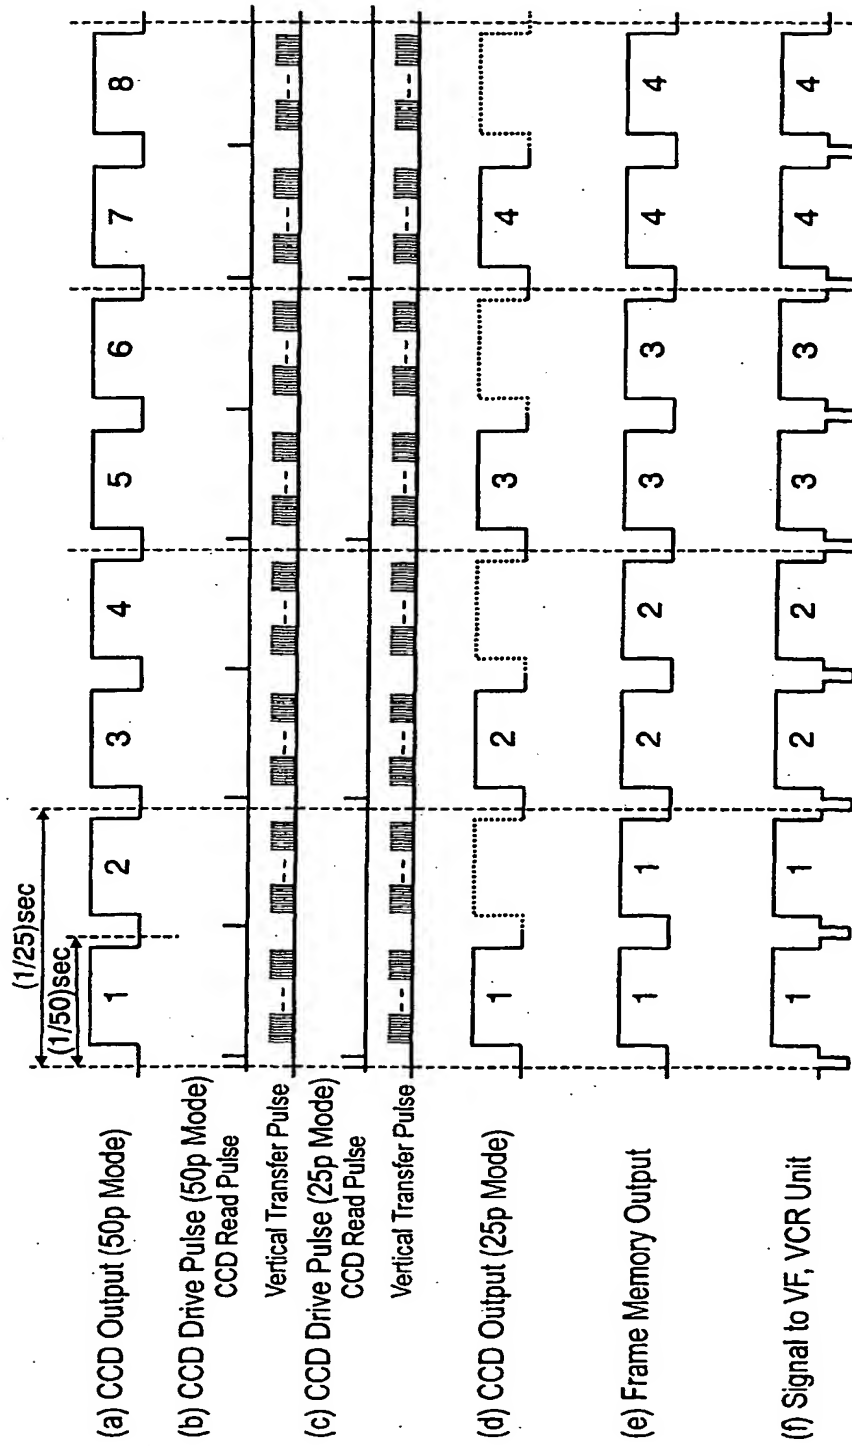 (1/25)sec
(1/50)sec
(a) CCD Output (50p Mode)
1 2 3 4 5 6 7 8
(b) CCD Drive Pulse (50p Mode)
CCD Read Pulse
Vertical Transfer Pulse
(c) CCD Drive Pulse (25p Mode)
CCD Read Pulse
Vertical Transfer Pulse
(d) CCD Output (25p Mode)
1 2 3 4
(e) Frame Memory Output
1 1 2 2 3 3 4 4
(f) Signal to VF, VCR Unit
1 1 2 2 3 3 4 4